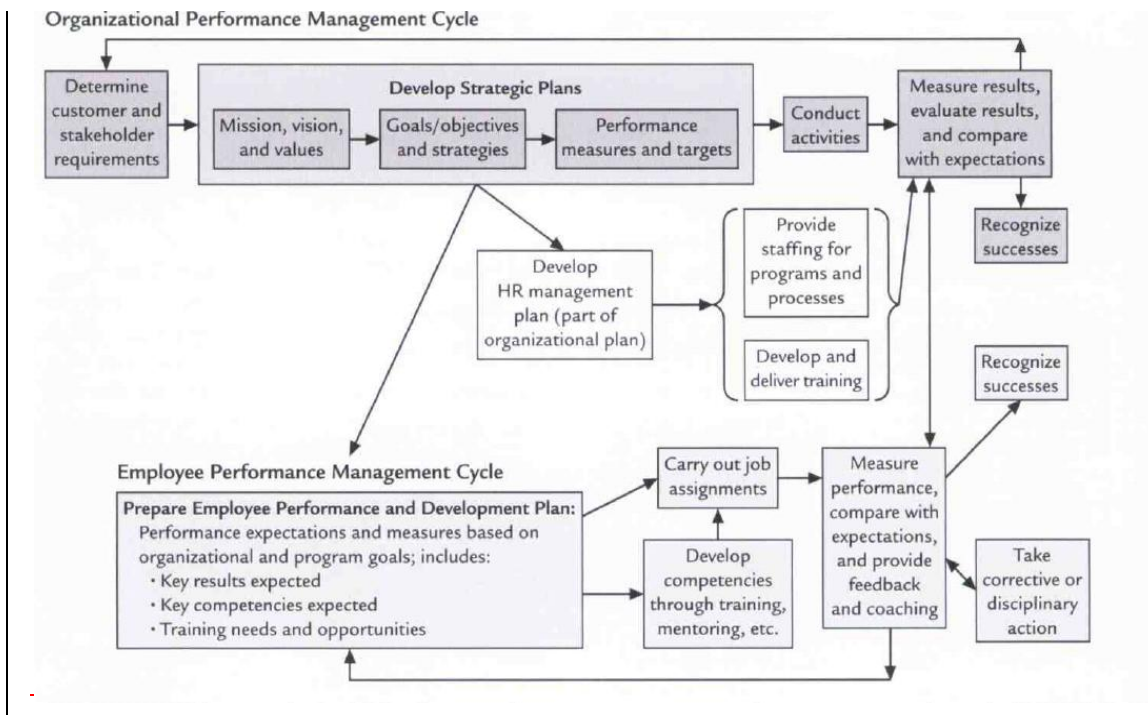 Organizational Performance Management Cycle
Determine
customer and
stakeholder
requirements
Develop Strategic Plans
Mission, vision,
and values
Goals/objectives
and strategies
Performance
measures and targets
Conduct
activities
Measure results,
evaluate results,
and compare
with expectations
Recognize
successes
Develop
HR management
plan (part of
organizational plan)
Provide
staffing for
programs and
processes
Develop and
deliver training
Recognize
successes
Employee Performance Management Cycle
Prepare Employee Performance and Development Plan:
Performance expectations and measures based on
organizational and program goals; includes:
· Key results expected
· Key competencies expected
· Training needs and opportunities
Carry out job
assignments
Develop
competencies
through training,
mentoring, etc.
Measure
performance,
compare with
expectations,
and provide
feedback
and coaching
Take
corrective or
disciplinary
action